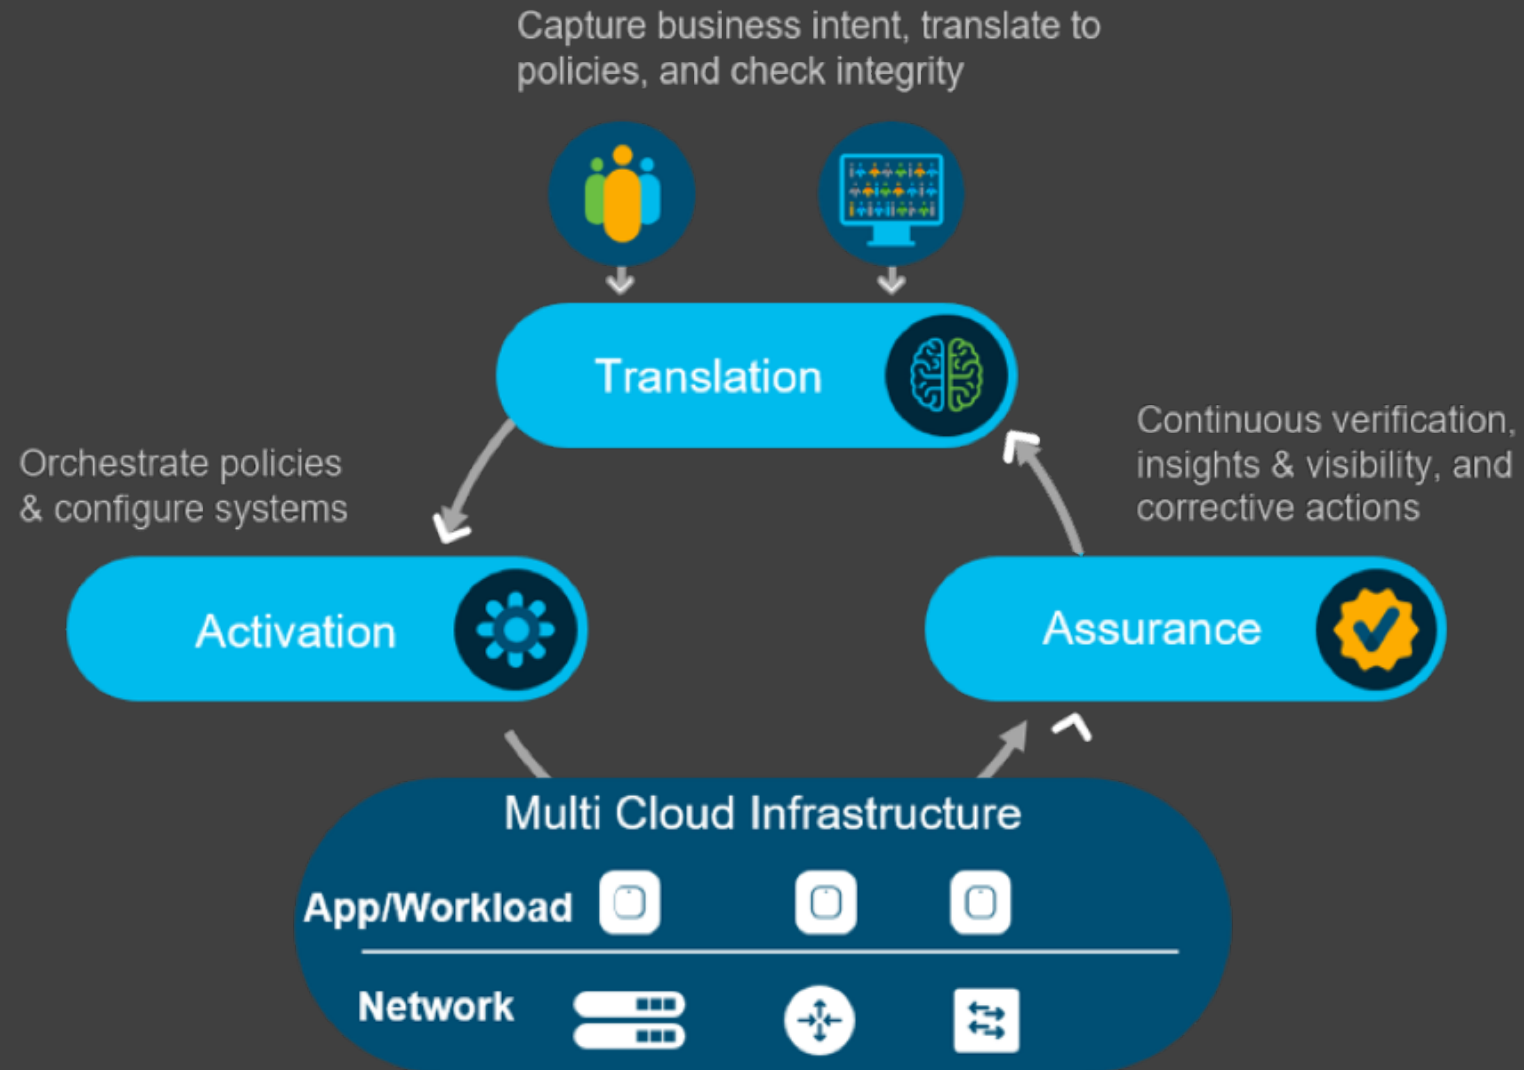 Capture business intent, translate to
policies, and check integrity
Translation
Continuous verification,
insights & visibility, and
corrective actions
Orchestrate policies
& configure systems
Activation
Assurance
Multi Cloud Infrastructure
App/Workload
Network